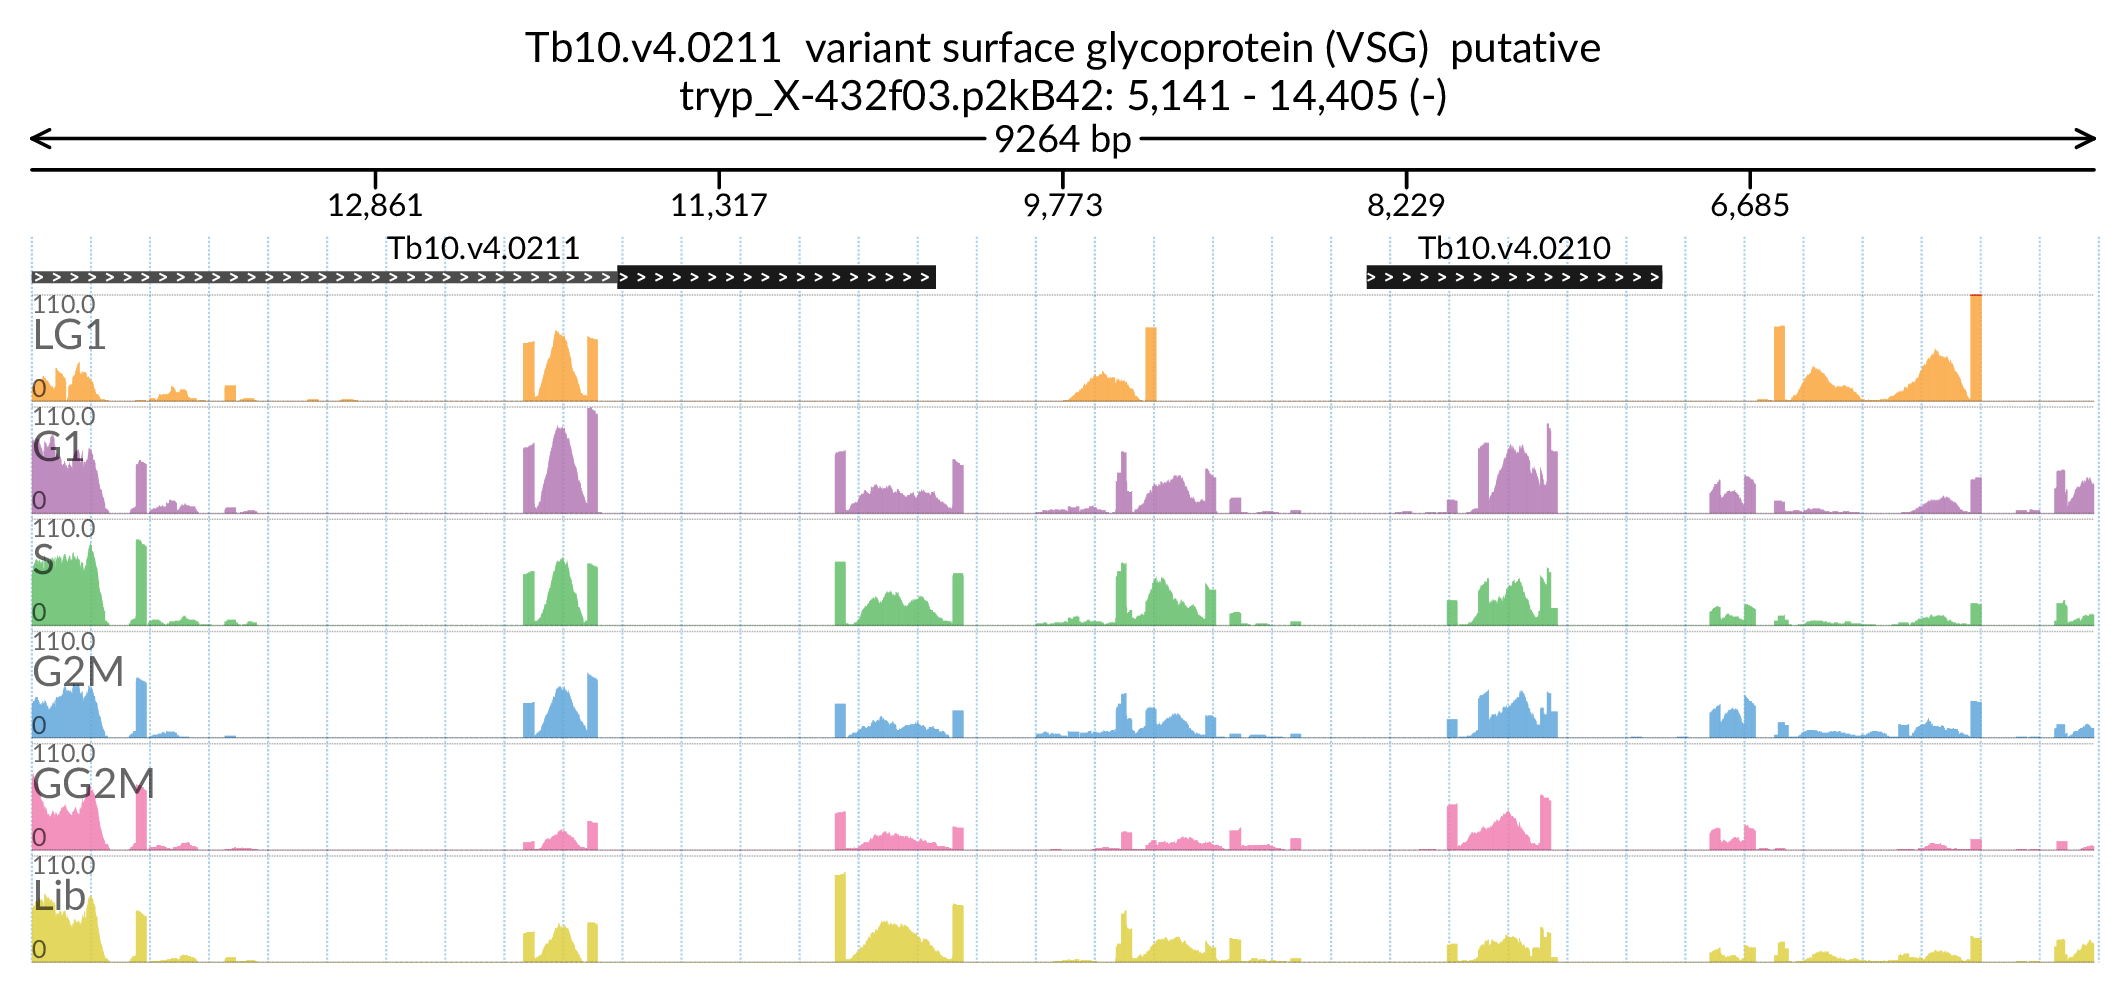 Tb10.v4.0211  variant surface glycoprotein (VSG)  putative
tryp_X-432f03.p2kB42: 5,141 - 14,405 (-)
9264 bp
12,861 11,317 9,773 8,229 6,685
Tb10.v4.0211 Tb10.v4.0210
110.0
LG1
0
110.0
G1
0
110.0
S
0
110.0
G2M
0
110.0
GG2M
0
110.0
Lib
0